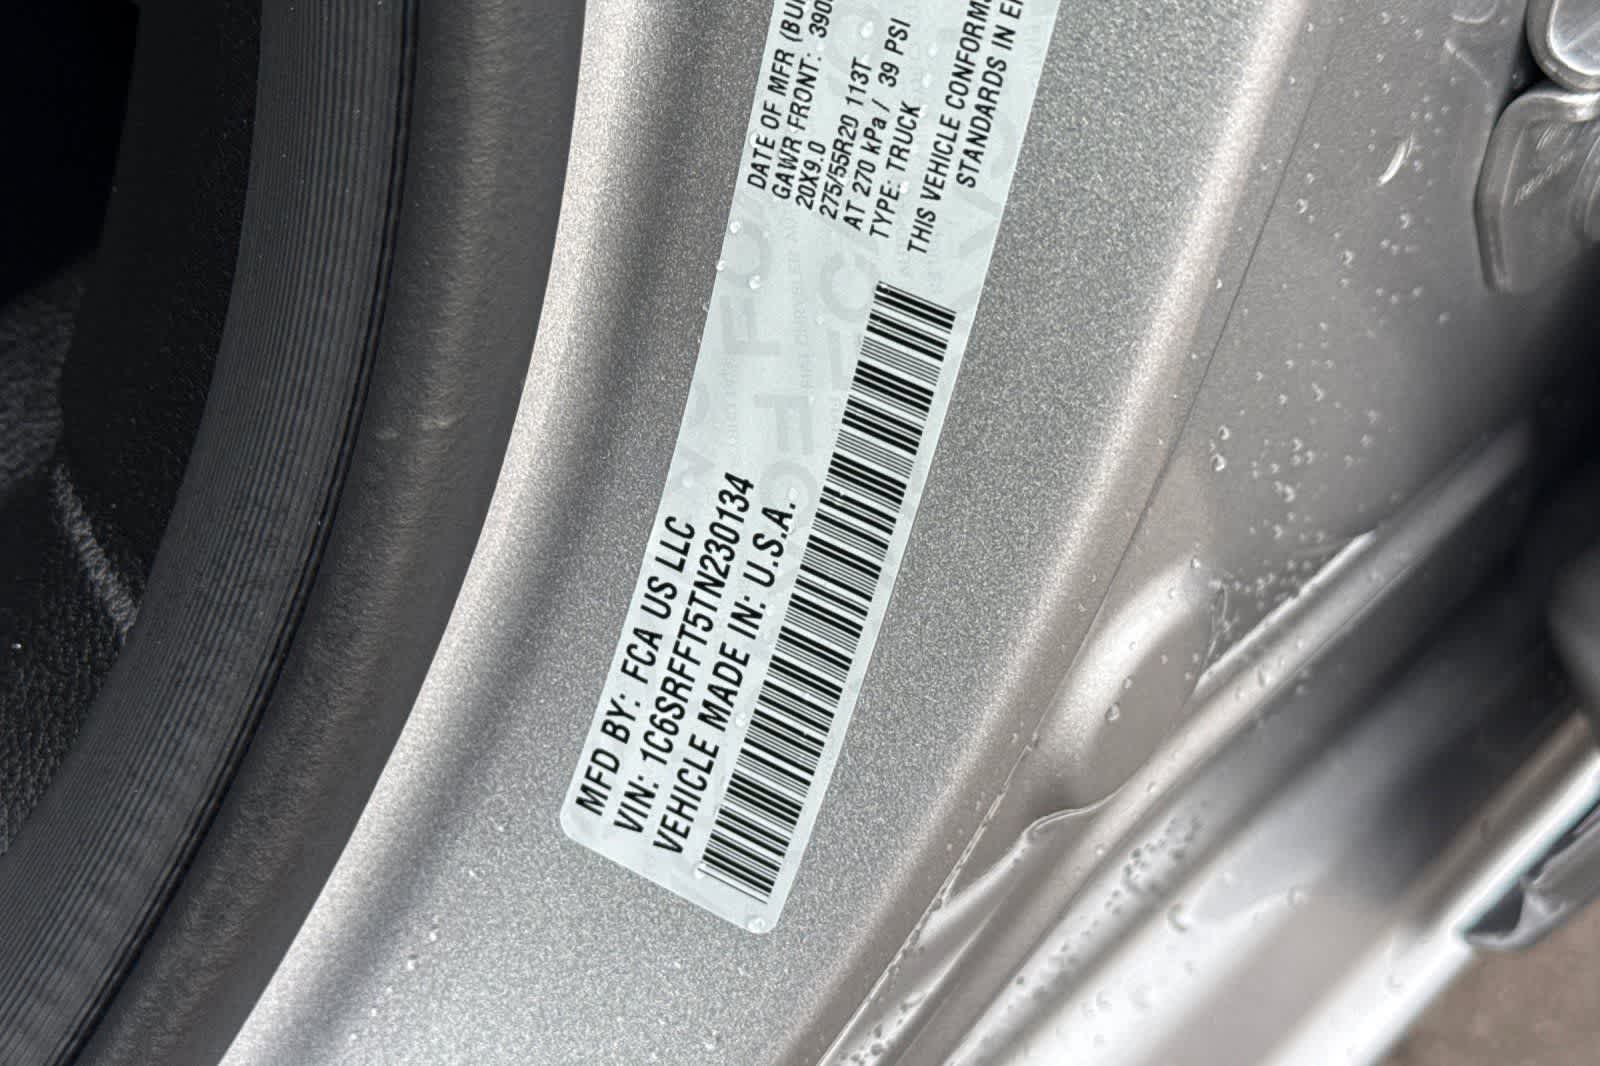 MFD BY: FCA US LLC
VIN: 1C6SRFFT5TN230134
VEHICLE MADE IN: U.S.A.
DATE OF MFR
GAWR FRONT:
20X9.0
275/55R20 113T
AT 270 kPa / 39 PSI
TYPE: TRUCK
THIS VEHICLE
STANDARDS IN